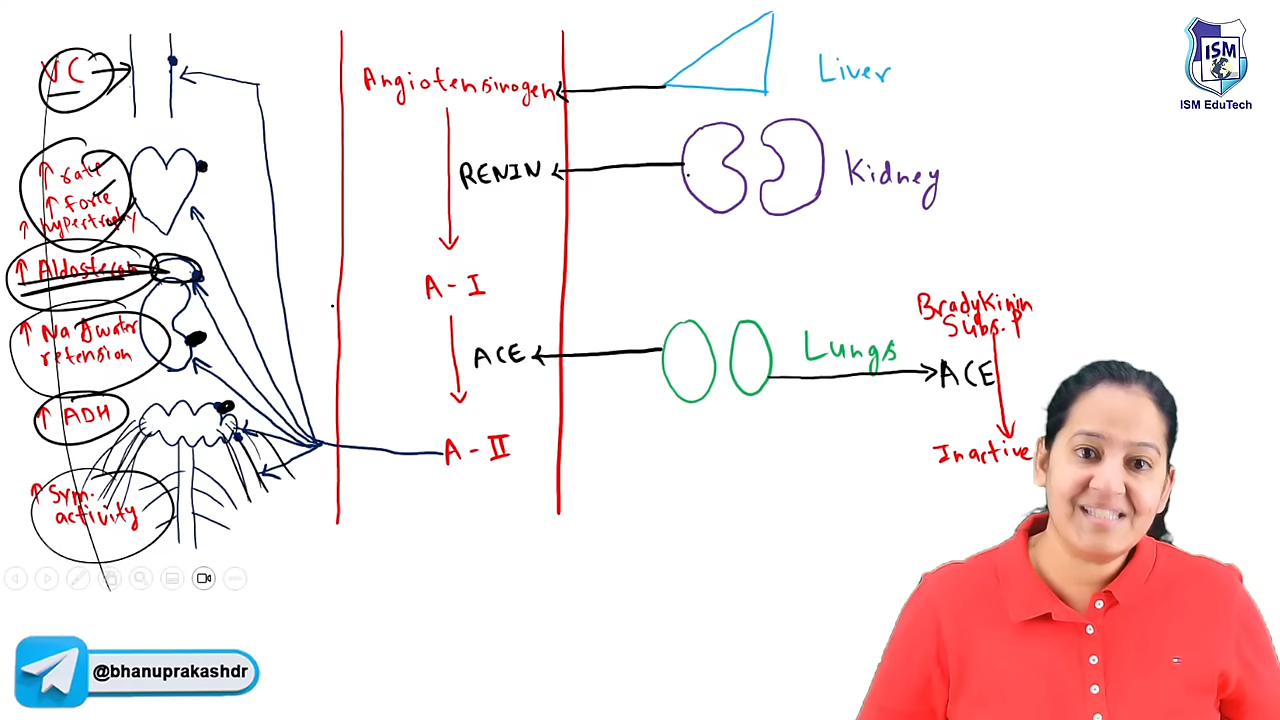 VC
↑ rate
↑ Force
↑ hypertrophy
↑ Aldosteron
↑ Na & water
retension
↑ ADH
↑ Sym.
activity
Angiotensinogen
RENIN
A - I
ACE
A - II
Liver
Kidney
Lungs
Bradykinin
Subs. P
ACE
Inactive
ISM
ISM EduTech
@bhanuprakashdr